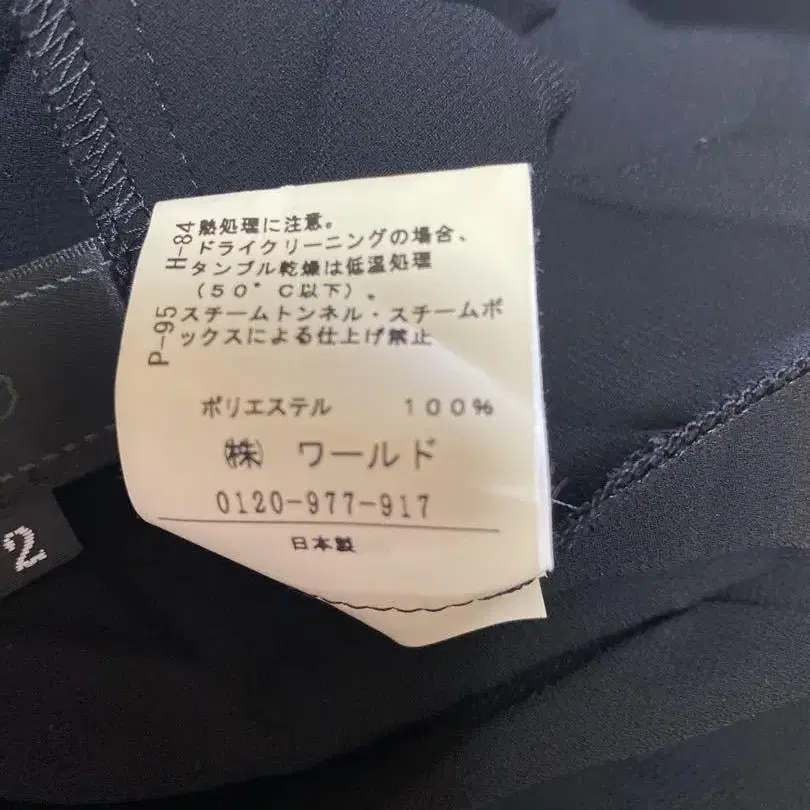 H-84 熱処理に注意。
ドライクリーニングの場合、
タンブル乾燥は低温処理
(50°C以下)。
P-95 スチームトンネル・スチームボ
ックスによる仕上げ禁止
ポリエステル 100%
㈱ ワールド
0120-977-917
日本製
2